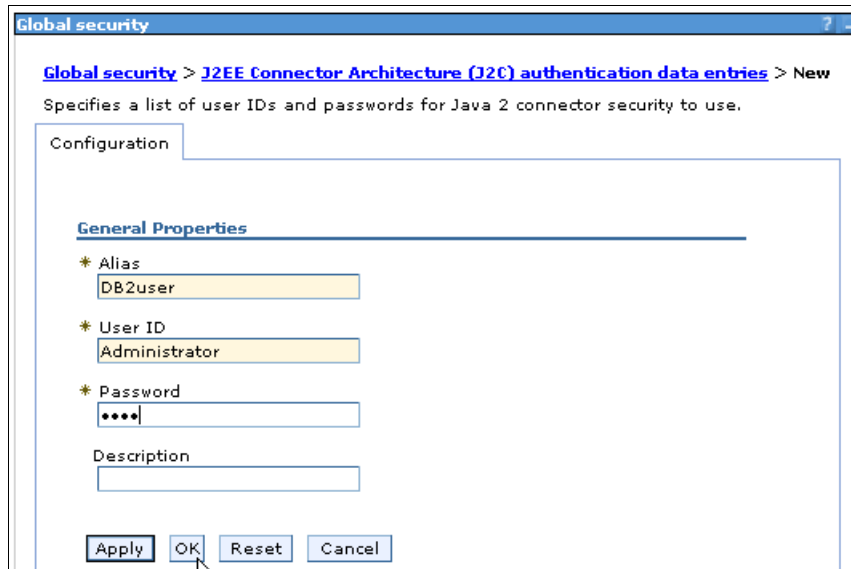 Global security ? -
Global security > J2EE Connector Architecture (J2C) authentication data entries > New
Specifies a list of user IDs and passwords for Java 2 connector security to use.
Configuration
General Properties
* Alias
DB2user
* User ID
Administrator
* Password
••••
Description
Apply OK Reset Cancel